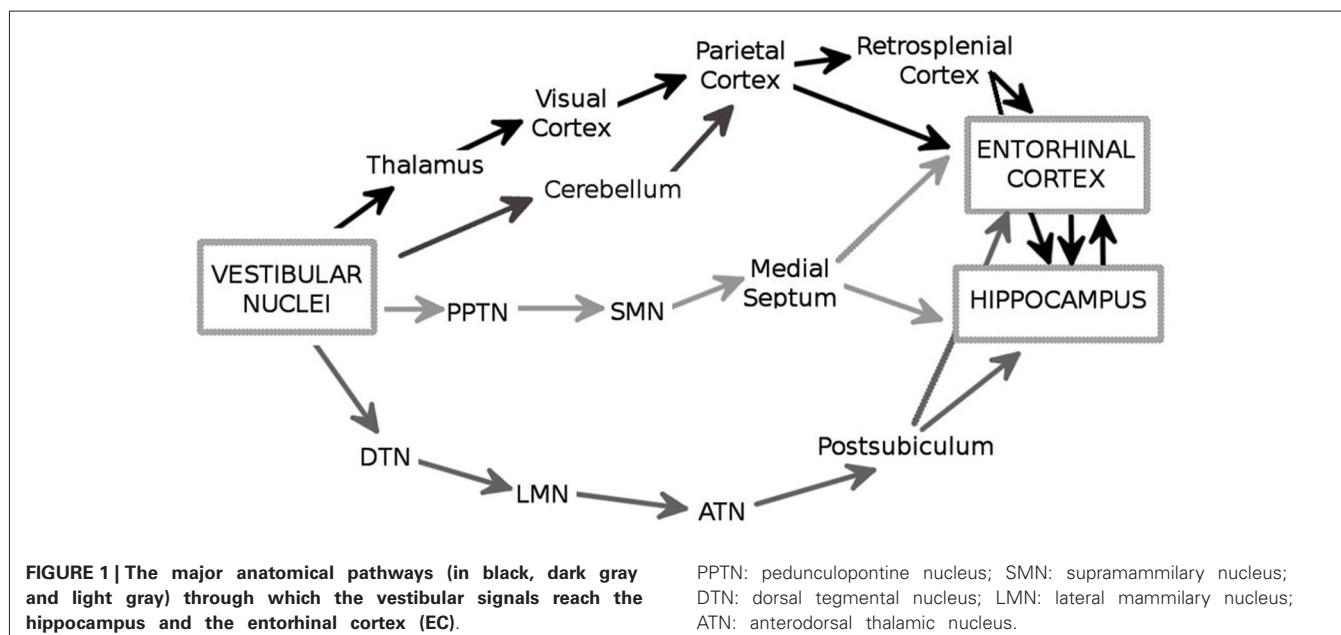 Parietal
Cortex
Retrosplenial
Cortex
Visual
Cortex
Thalamus
Cerebellum
ENTORHINAL
CORTEX
VESTIBULAR
NUCLEI
PPTN
SMN
Medial
Septum
HIPPOCAMPUS
DTN
LMN
ATN
Postsubiculum
FIGURE 1 | The major anatomical pathways (in black, dark gray
and light gray) through which the vestibular signals reach the
hippocampus and the entorhinal cortex (EC).
PPTN: pedunculopontine nucleus; SMN: supramammilary nucleus;
DTN: dorsal tegmental nucleus; LMN: lateral mammilary nucleus;
ATN: anterodorsal thalamic nucleus.